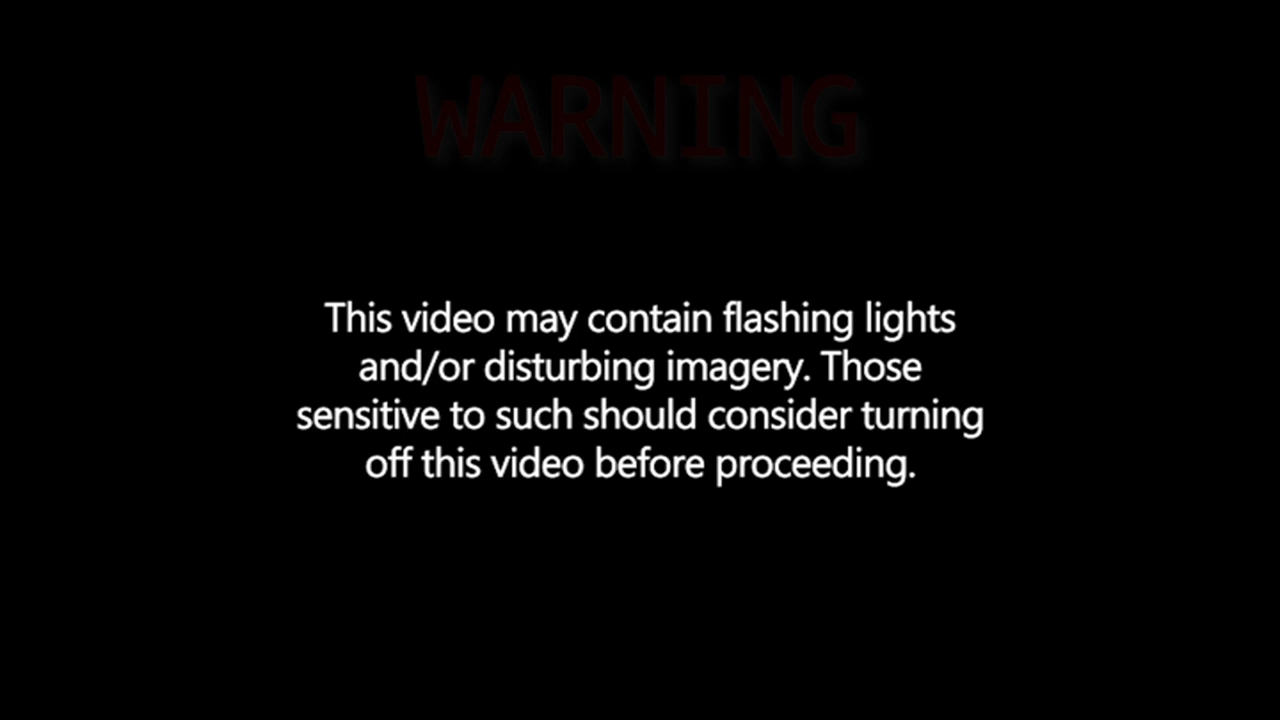 WARNING
This video may contain flashing lights
and/or disturbing imagery. Those
sensitive to such should consider turning
off this video before proceeding.